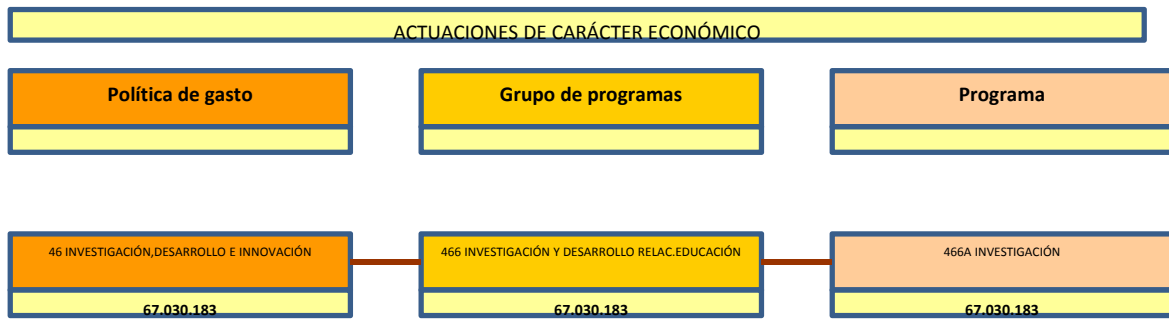 ACTUACIONES DE CARÁCTER ECONÓMICO
Política de gasto
Grupo de programas
Programa
46 INVESTIGACIÓN,DESARROLLO E INNOVACIÓN
466 INVESTIGACIÓN Y DESARROLLO RELAC.EDUCACIÓN
466A INVESTIGACIÓN
67.030.183
67.030.183
67.030.183